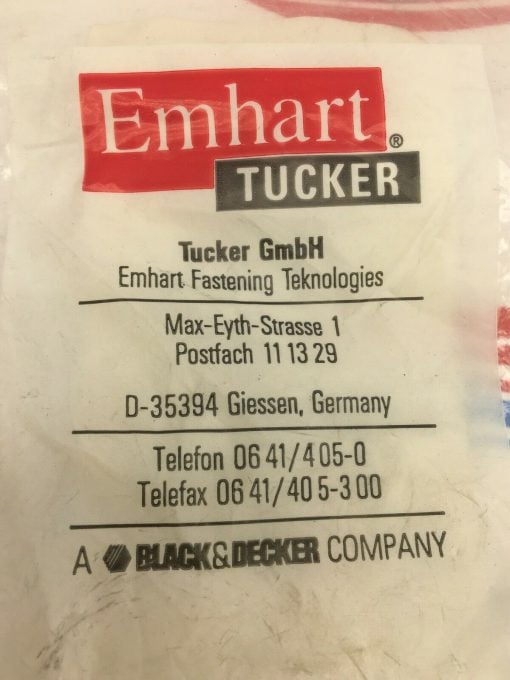 Emhart®
TUCKER
Tucker GmbH
Emhart Fastening Teknologies
Max-Eyth-Strasse 1
Postfach 11 13 29
D-35394 Giessen, Germany
Telefon 06 41/4 05-0
Telefax 06 41/40 5-3 00
A BLACK&DECKER COMPANY